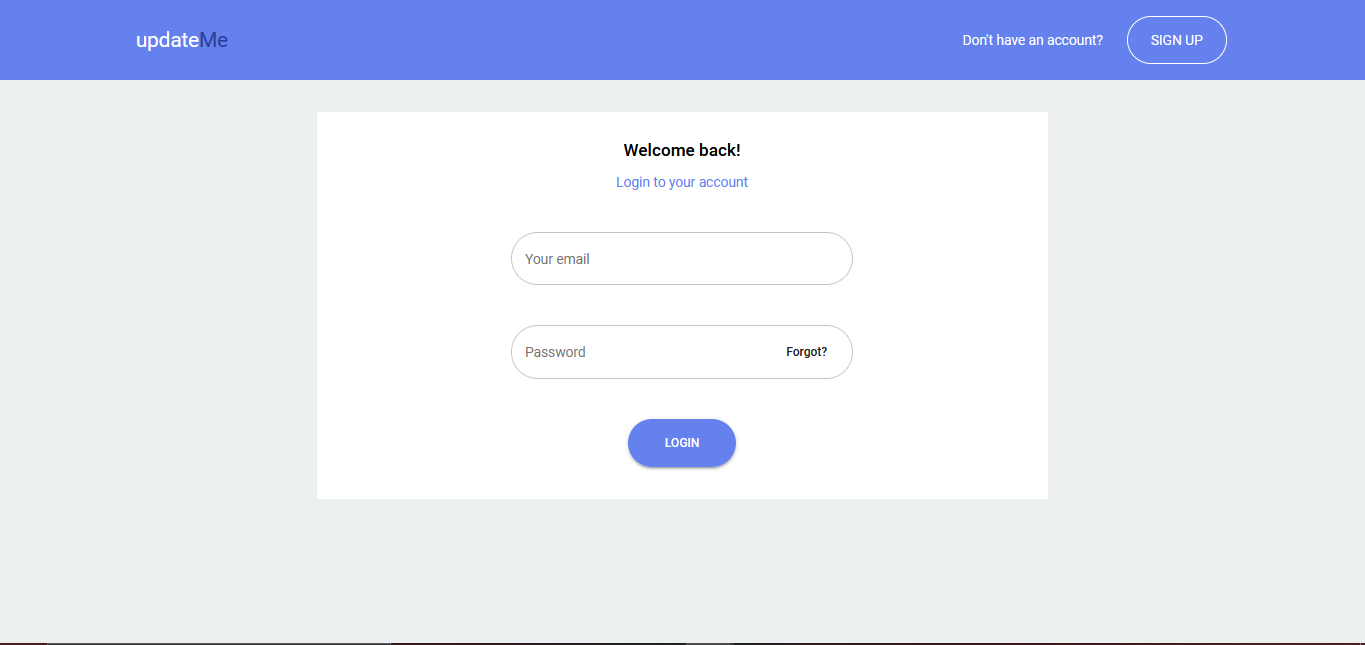 updateMe
Don't have an account?
SIGN UP
Welcome back!
Login to your account
Your email
Password
Forgot?
LOGIN